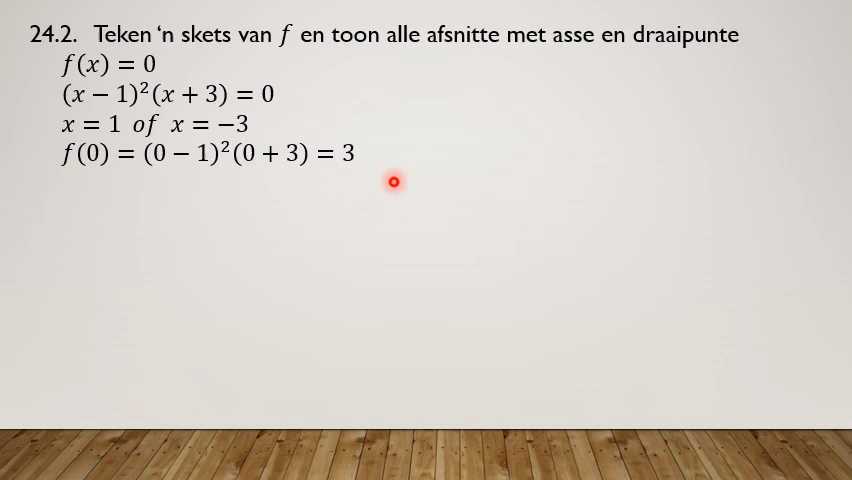 24.2. Teken ‘n skets van f en toon alle afsnitte met asse en draaipunte
f(x) = 0
(x − 1)²(x + 3) = 0
x = 1 of x = −3
f(0) = (0 − 1)²(0 + 3) = 3